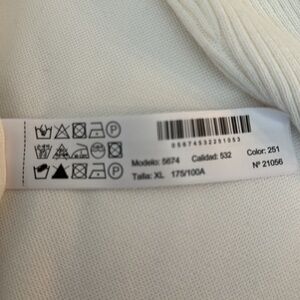 05674532251053
Modelo: 5674 Calidad: 532 Color: 251
Talla: XL 175/100A Nº 21056